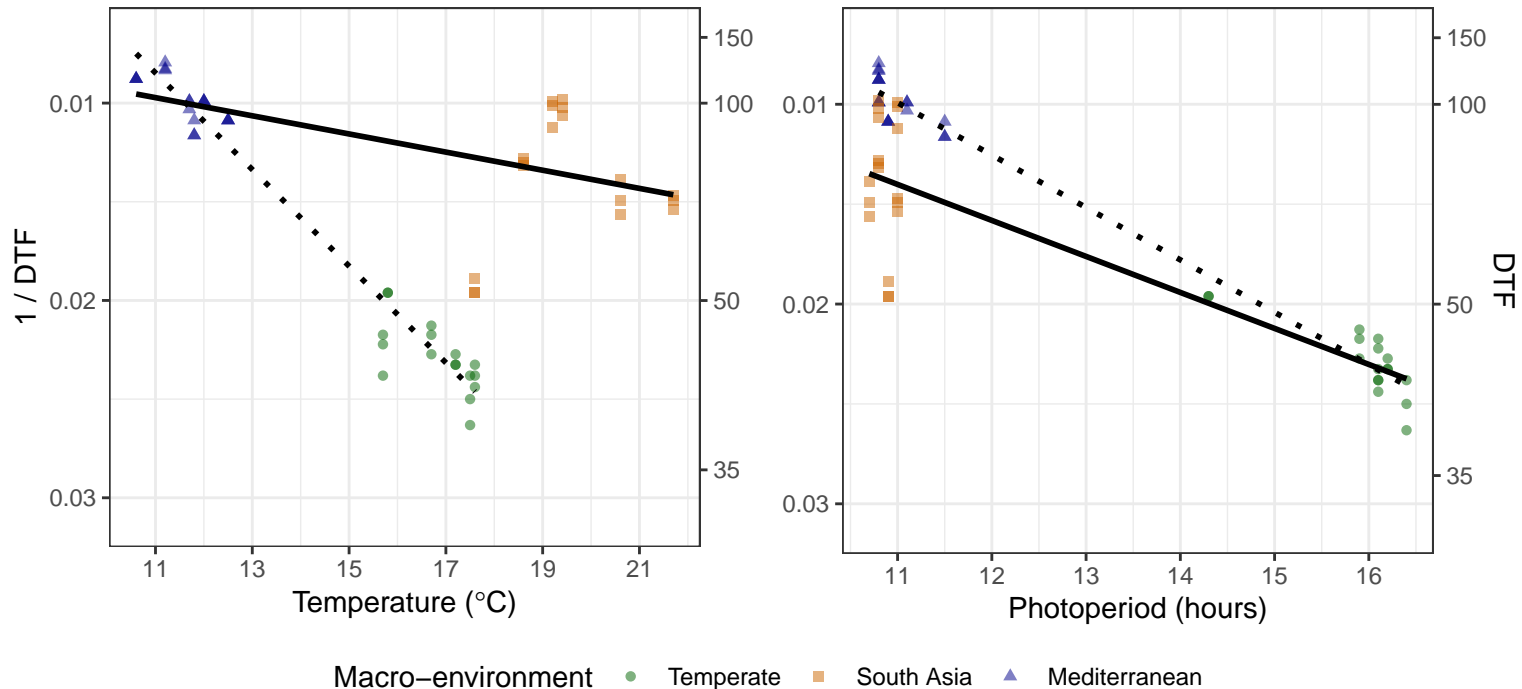 1 / DTF
0.01
0.02
0.03
150
100
50
35
11 13 15 17 19 21
Temperature (°C)
0.01
0.02
0.03
150
100
50
35
DTF
11 12 13 14 15 16
Photoperiod (hours)
Macro−environment Temperate South Asia Mediterranean